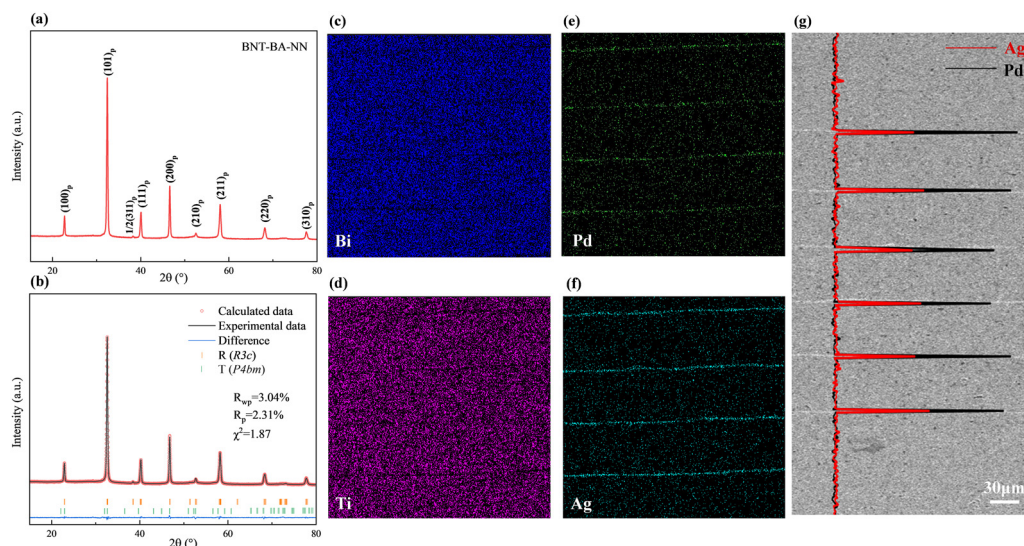 (a)
BNT-BA-NN
(100)p
(101)p
1/2(311)p
(111)p
(200)p
(210)p
(211)p
(220)p
(310)p
Intensity (a.u.)
20 40 60 80
2θ (°)
(b)
Calculated data
Experimental data
Difference
R (R3c)
T (P4bm)
Rwp=3.04%
Rp=2.31%
χ²=1.87
Intensity (a.u.)
20 40 60 80
2θ (°)
(c)
Bi
(d)
Ti
(e)
Pd
(f)
Ag
(g)
Ag
Pd
30μm